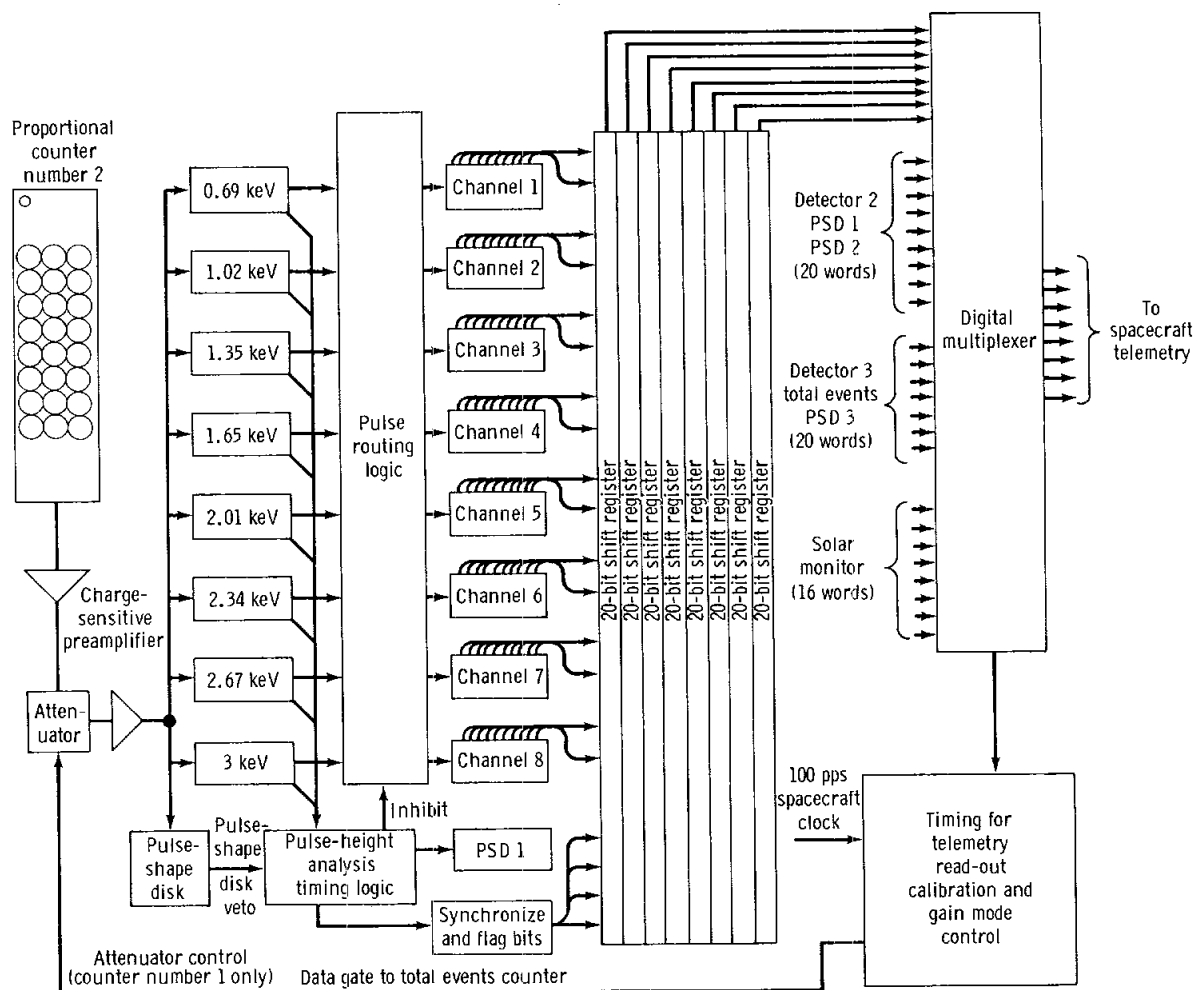 Proportional
counter
number 2
Charge-
sensitive
preamplifier
Atten-
uator
0.69 keV
1.02 keV
1.35 keV
1.65 keV
2.01 keV
2.34 keV
2.67 keV
3 keV
Pulse-
shape
disk
Pulse-
shape
disk
veto
Pulse
routing
logic
Inhibit
Pulse-height
analysis
timing logic
Channel 1
Channel 2
Channel 3
Channel 4
Channel 5
Channel 6
Channel 7
Channel 8
PSD 1
Synchronize
and flag bits
20-bit shift register
20-bit shift register
20-bit shift register
20-bit shift register
20-bit shift register
20-bit shift register
20-bit shift register
20-bit shift register
Detector 2
PSD 1
PSD 2
(20 words)
Detector 3
total events
PSD 3
(20 words)
Solar
monitor
(16 words)
Digital
multiplexer
To
spacecraft
telemetry
100 pps
spacecraft
clock
Timing for
telemetry
read-out
calibration and
gain mode
control
Attenuator control
(counter number 1 only)
Data gate to total events counter